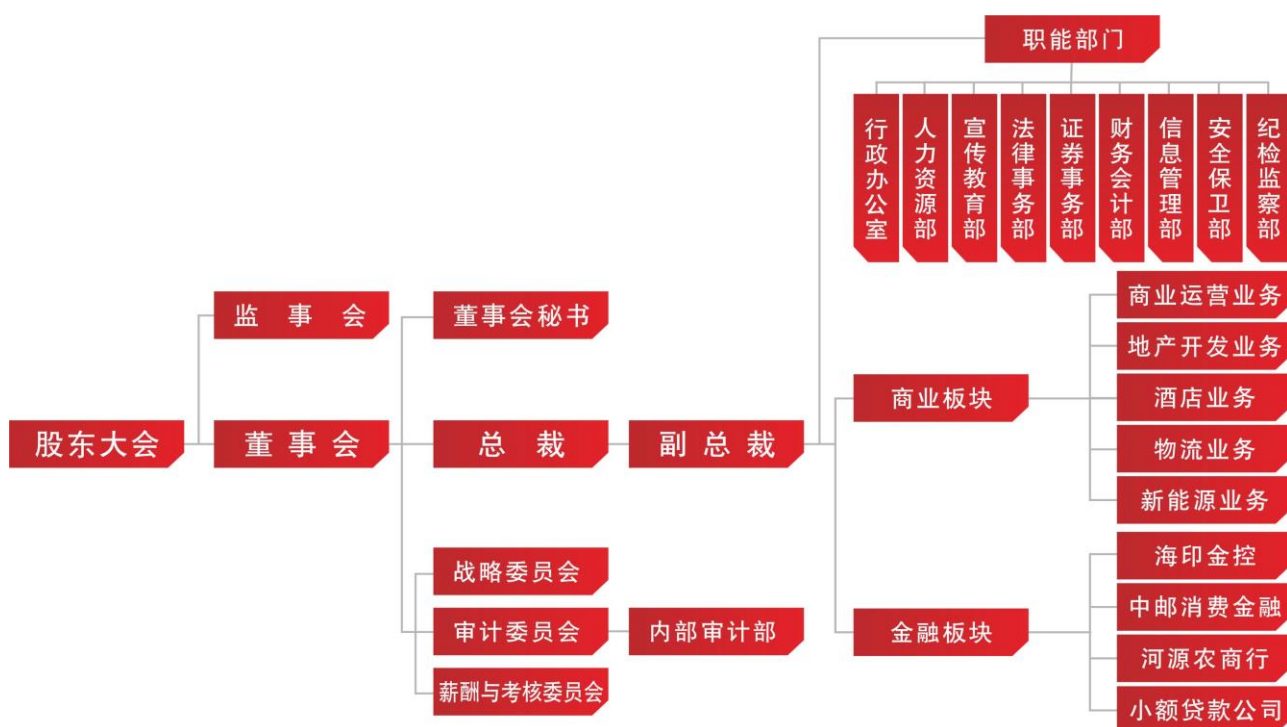 职能部门
行政办公室
人力资源部
宣传教育部
法律事务部
证券事务部
财务会计部
信息管理部
安全保卫部
纪检监察部
监事会
董事会秘书
股东大会
董事会
总裁
副总裁
战略委员会
审计委员会
内部审计部
薪酬与考核委员会
商业板块
商业运营业务
地产开发业务
酒店业务
物流业务
新能源业务
金融板块
海印金控
中邮消费金融
河源农商行
小额贷款公司